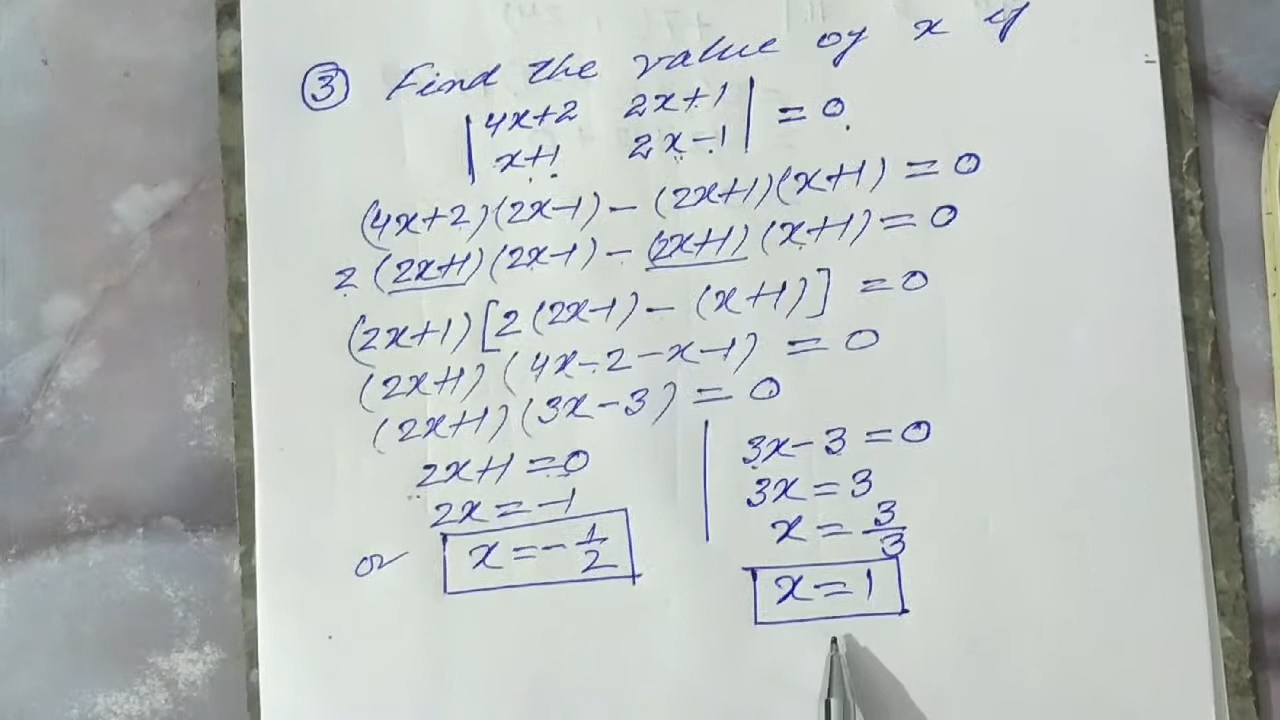 ③ Find the value of x if
|4x+2 2x+1| = 0.
|x+1 2x-1|
(4x+2)(2x-1) - (2x+1)(x+1) = 0
2(2x+1)(2x-1) - (2x+1)(x+1) = 0
(2x+1)[2(2x-1) - (x+1)] = 0
(2x+1)(4x-2-x-1) = 0
(2x+1)(3x-3) = 0
2x+1 = 0
2x = -1
or x = -1/2
3x-3 = 0
3x = 3
x = 3/3
x = 1